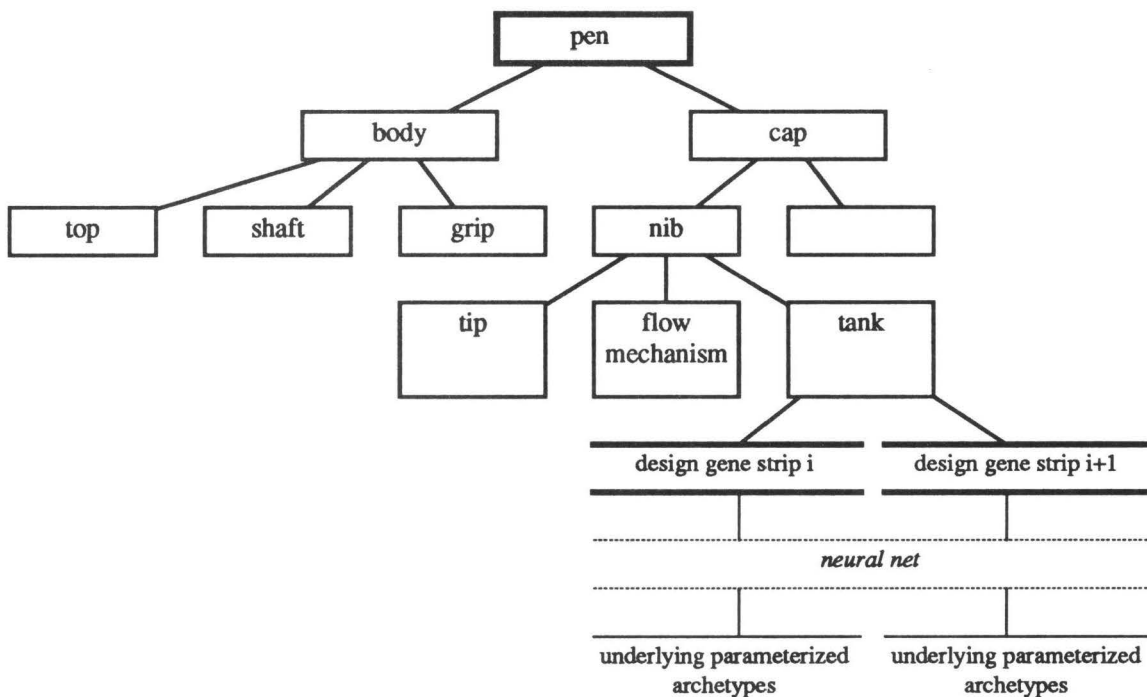 pen
body
cap
top
shaft
grip
nib
tip
flow
mechanism
tank
design gene strip i
design gene strip i+1
neural net
underlying parameterized
archetypes
underlying parameterized
archetypes